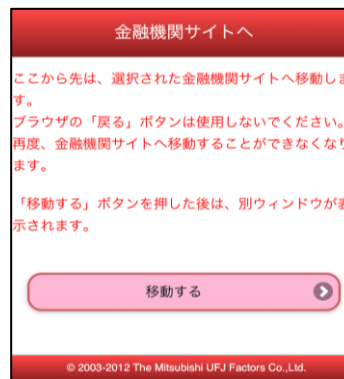 金融機関サイトへ
ここから先は、選択された金融機関サイトへ移動しま
す。
ブラウザの「戻る」ボタンは使用しないでください。
再度、金融機関サイトへ移動することができなくなり
ます。
「移動する」ボタンを押した後は、別ウィンドウが表
示されます。
移動する
© 2003-2012 The Mitsubishi UFJ Factors Co.,Ltd.